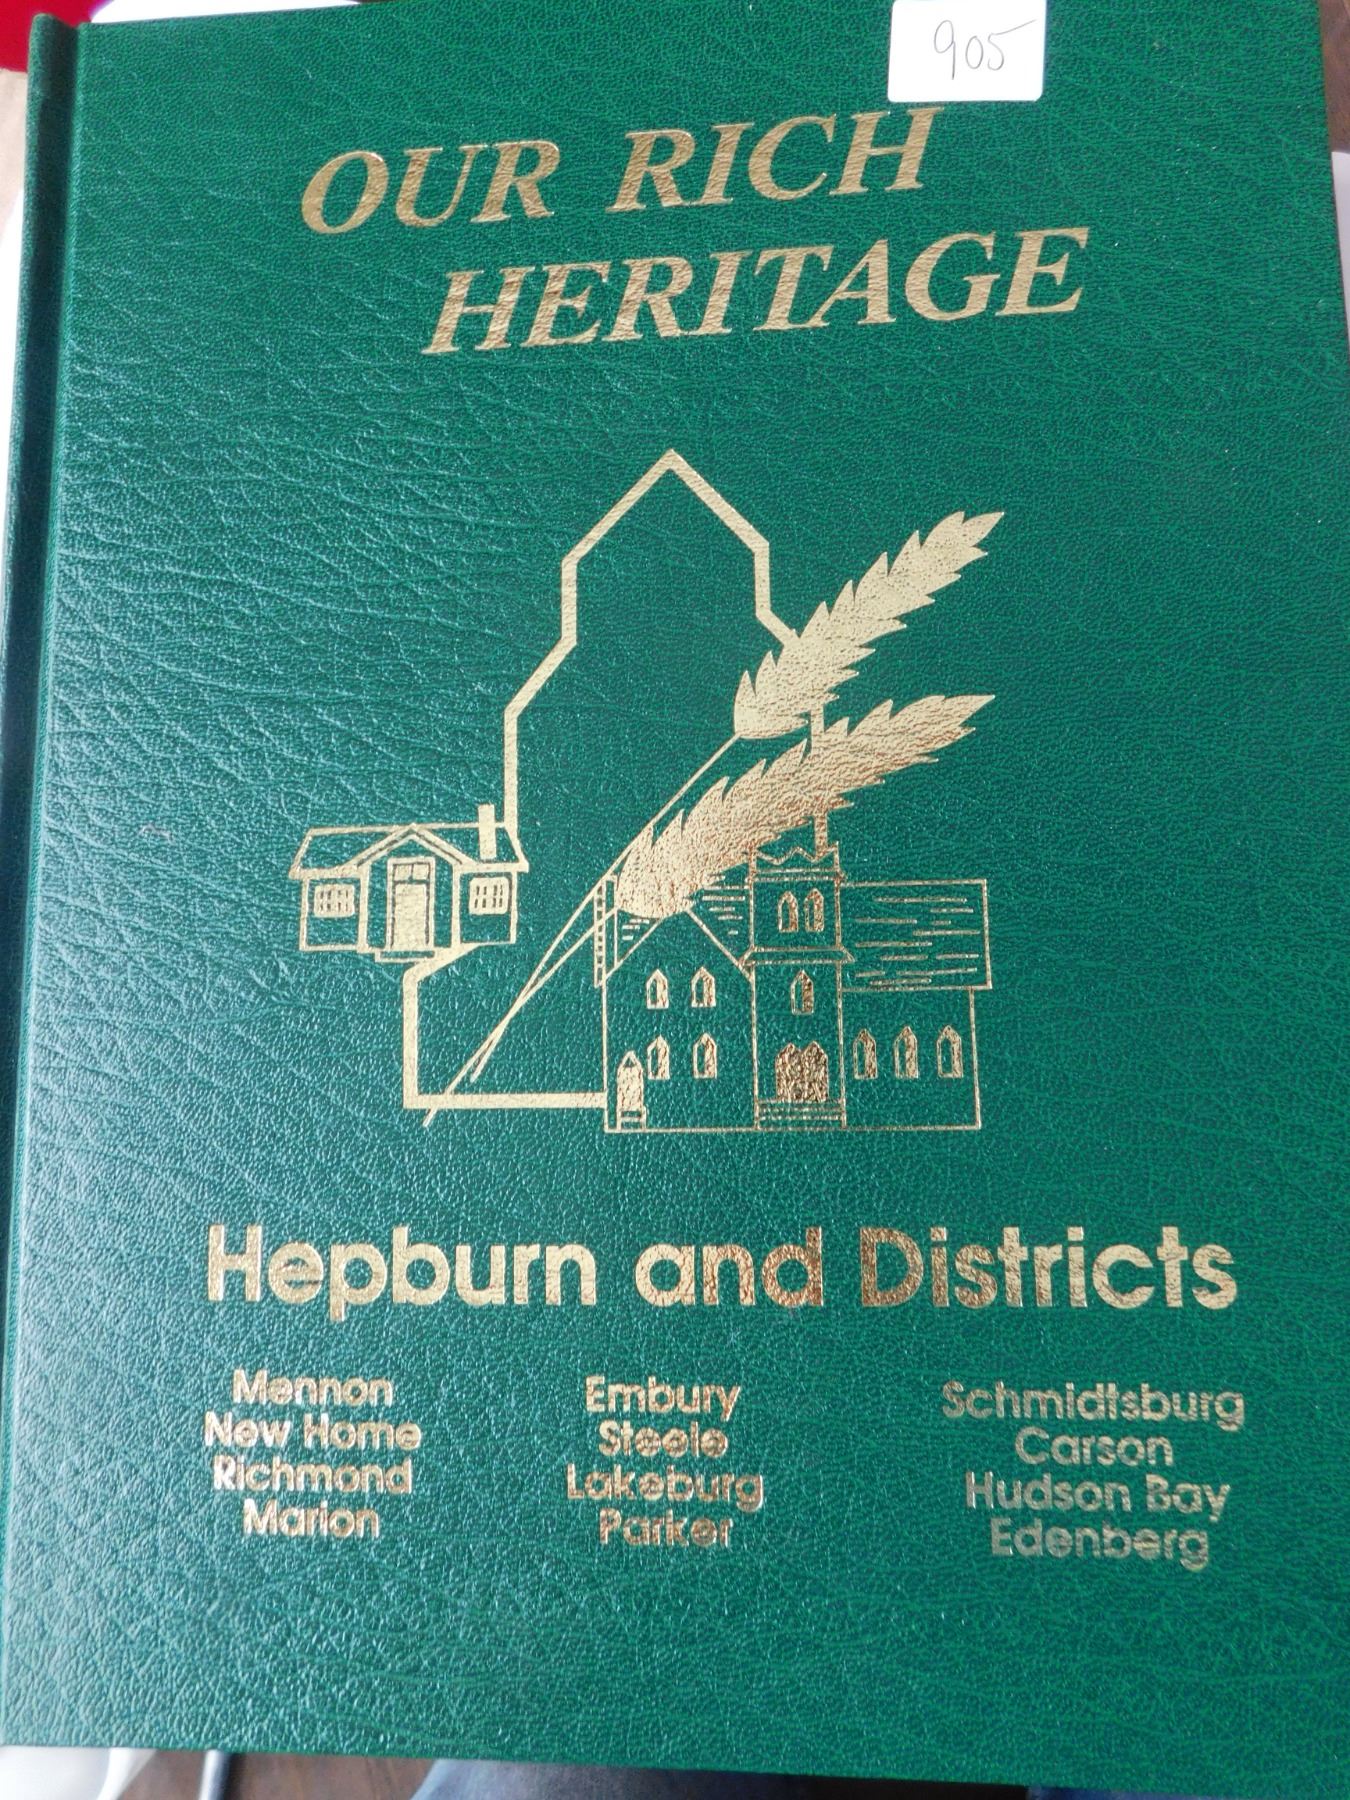 905
OUR RICH
HERITAGE
Hepburn and Districts
Mennon
New Home
Richmond
Marion
Embury
Steele
Lakeburg
Parker
Schmidtsburg
Carson
Hudson Bay
Edenberg